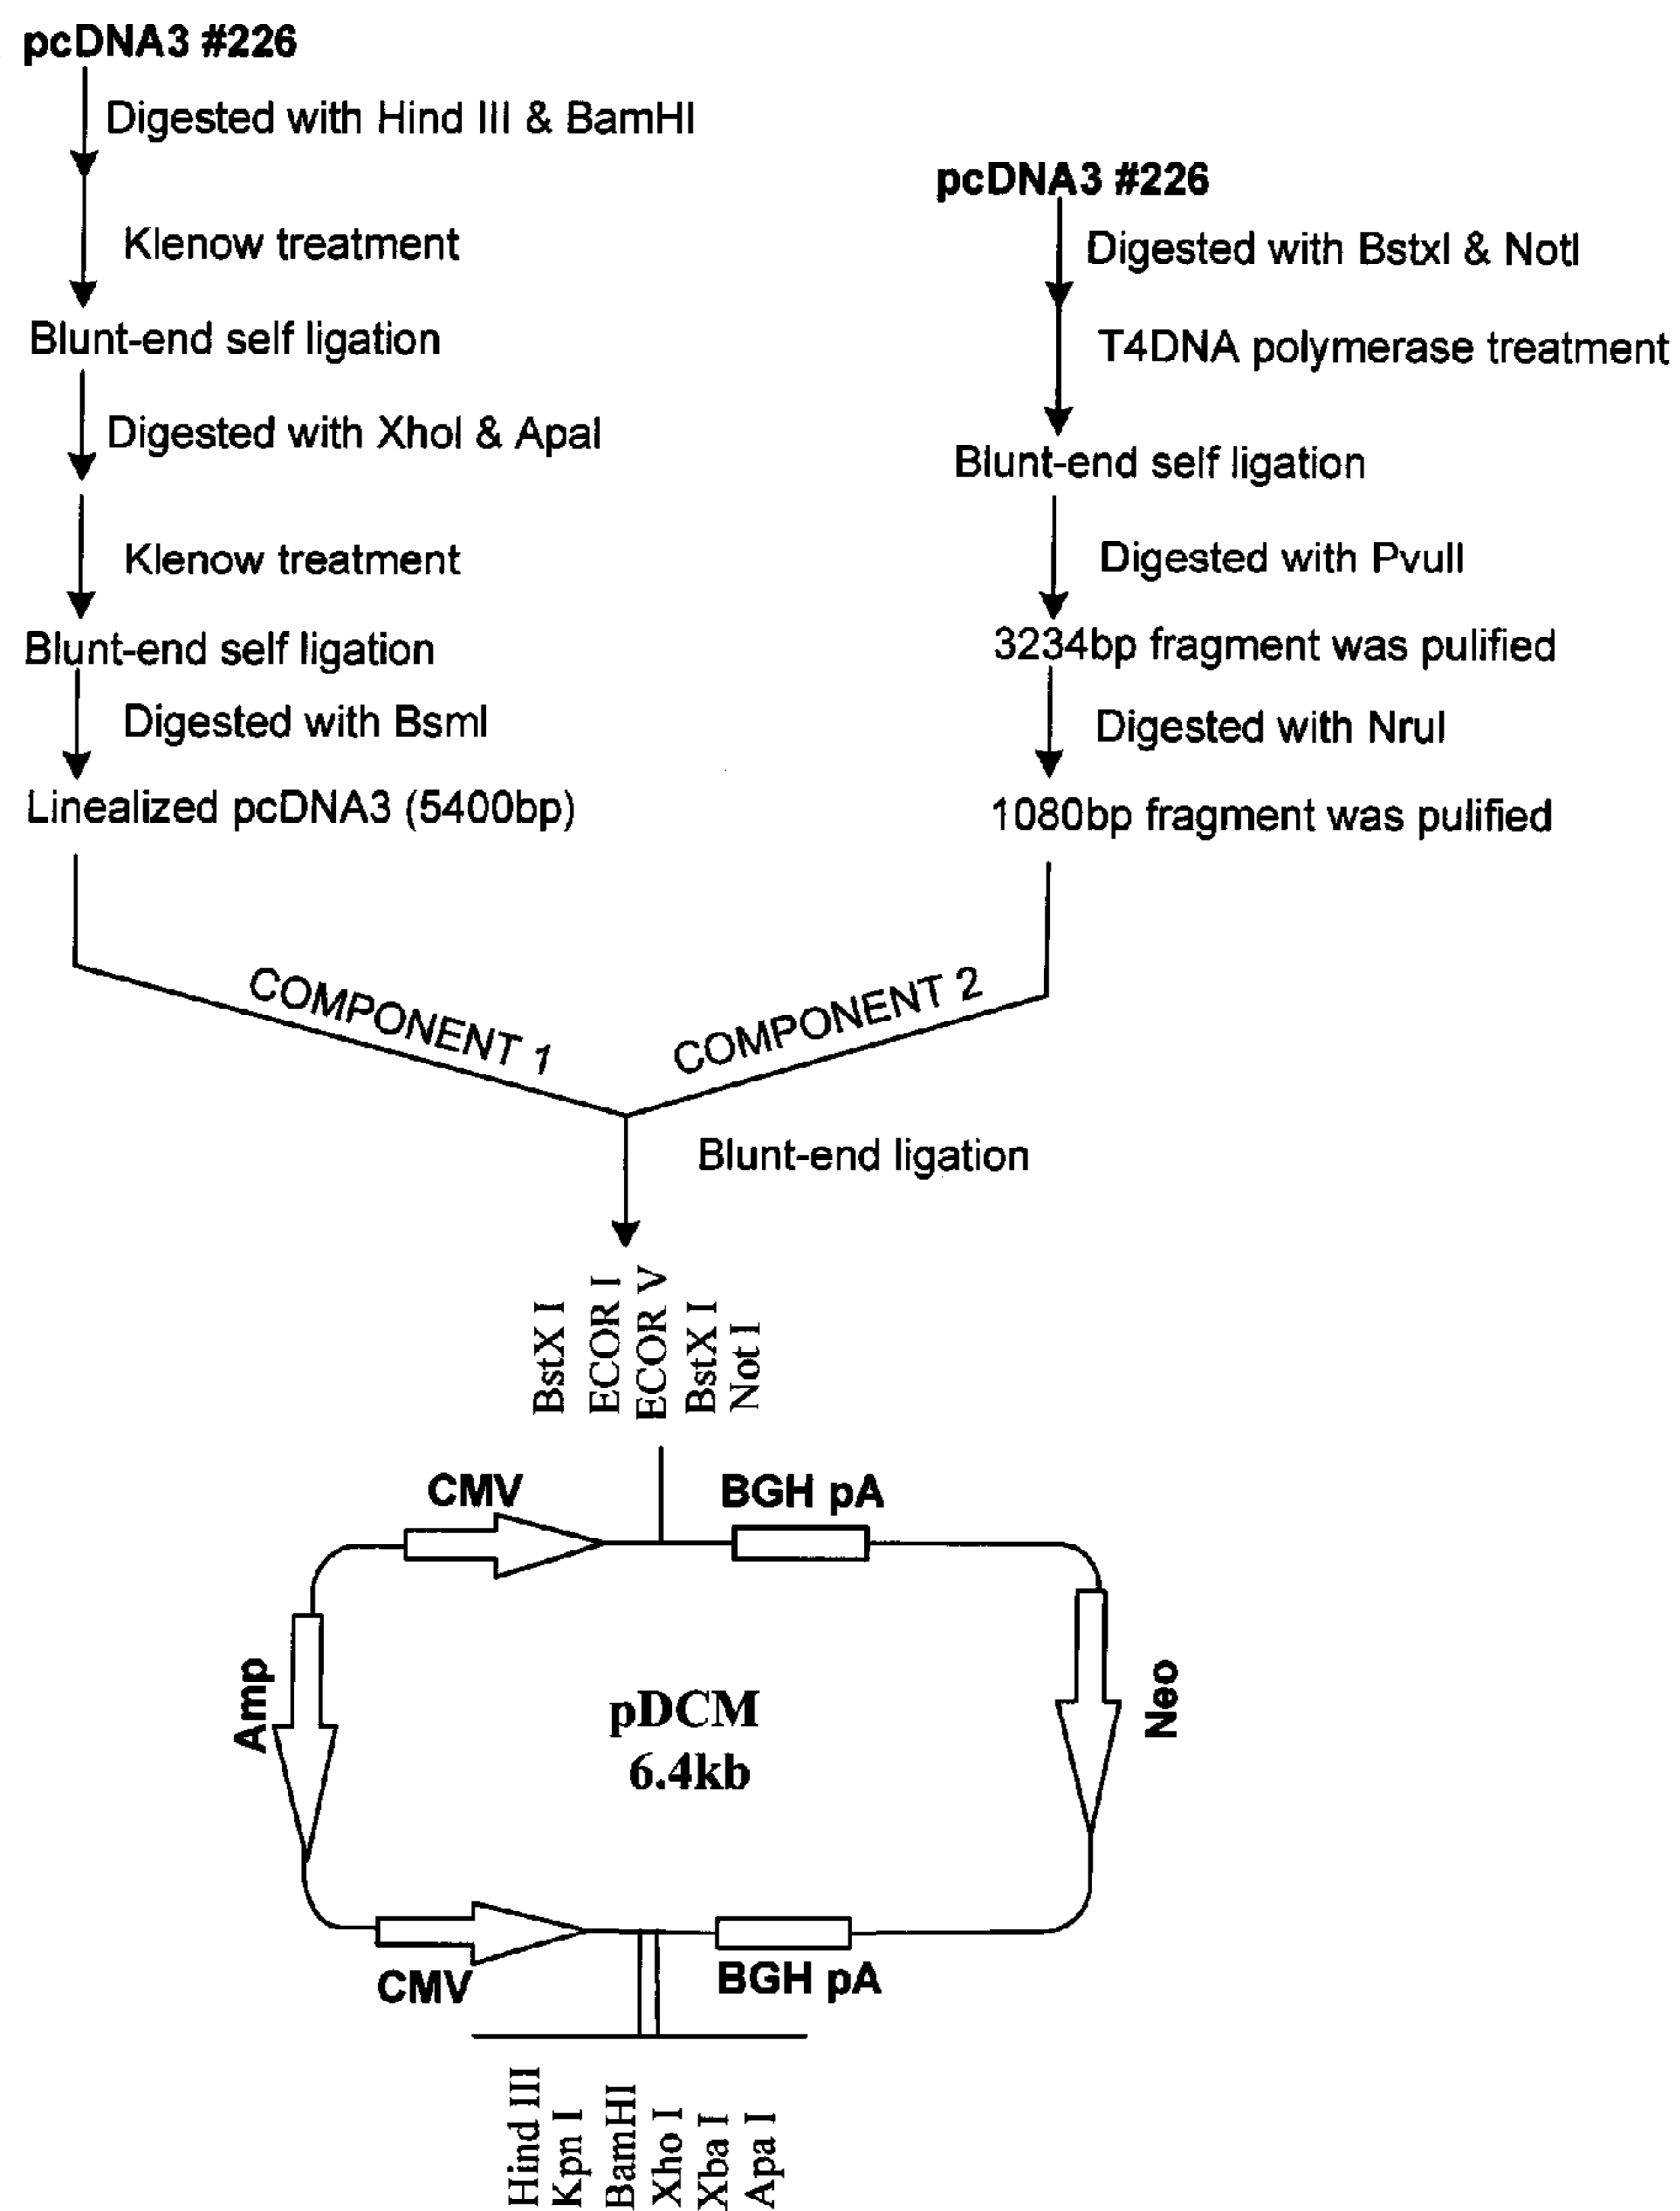 pcDNA3 #226
Digested with Hind III & BamHI
Klenow treatment
Blunt-end self ligation
Digested with XhoI & ApaI
Klenow treatment
Blunt-end self ligation
Digested with BsmI
Linealized pcDNA3 (5400bp)
pcDNA3 #226
Digested with BstxI & NotI
T4DNA polymerase treatment
Blunt-end self ligation
Digested with PvuII
3234bp fragment was pulified
Digested with NruI
1080bp fragment was pulified
COMPONENT 1
COMPONENT 2
Blunt-end ligation
BstX I
ECOR I
ECOR V
BstX I
Not I
CMV
BGH pA
Amp
pDCM
6.4kb
Neo
CMV
BGH pA
Hind III
Kpn I
BamHI
Xho I
Xba I
Apa I